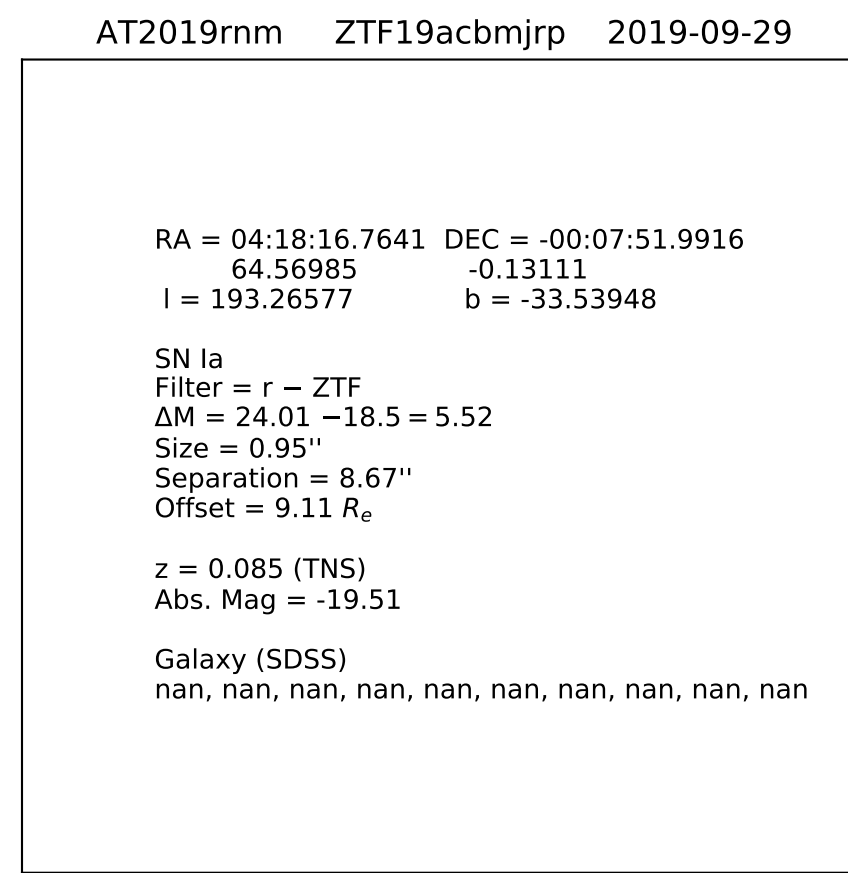 AT2019rnm ZTF19acbmjrp 2019-09-29
RA = 04:18:16.7641 DEC = -00:07:51.9916
64.56985 -0.13111
l = 193.26577 b = -33.53948
SN Ia
Filter = r − ZTF
ΔM = 24.01 −18.5 = 5.52
Size = 0.95''
Separation = 8.67''
Offset = 9.11 Rₑ
z = 0.085 (TNS)
Abs. Mag = -19.51
Galaxy (SDSS)
nan, nan, nan, nan, nan, nan, nan, nan, nan, nan